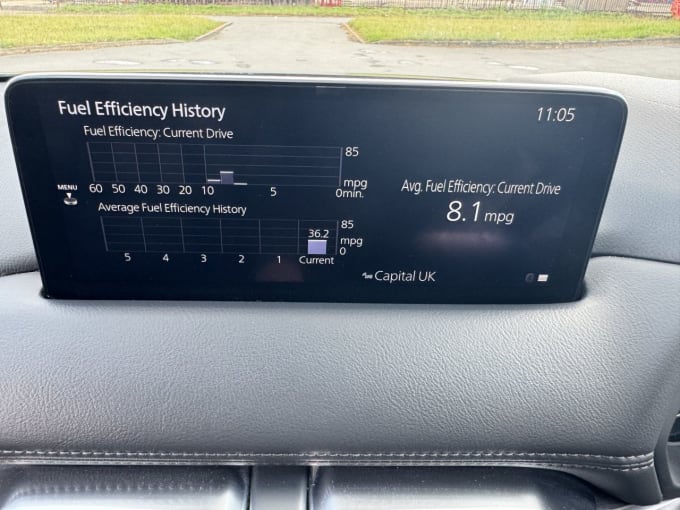 Fuel Efficiency History
11:05
Fuel Efficiency: Current Drive
85
mpg
MENU
60 50 40 30 20 10 5 0min.
Average Fuel Efficiency History
85
36.2
mpg
0
5 4 3 2 1 Current
Avg. Fuel Efficiency: Current Drive
8.1 mpg
Capital UK